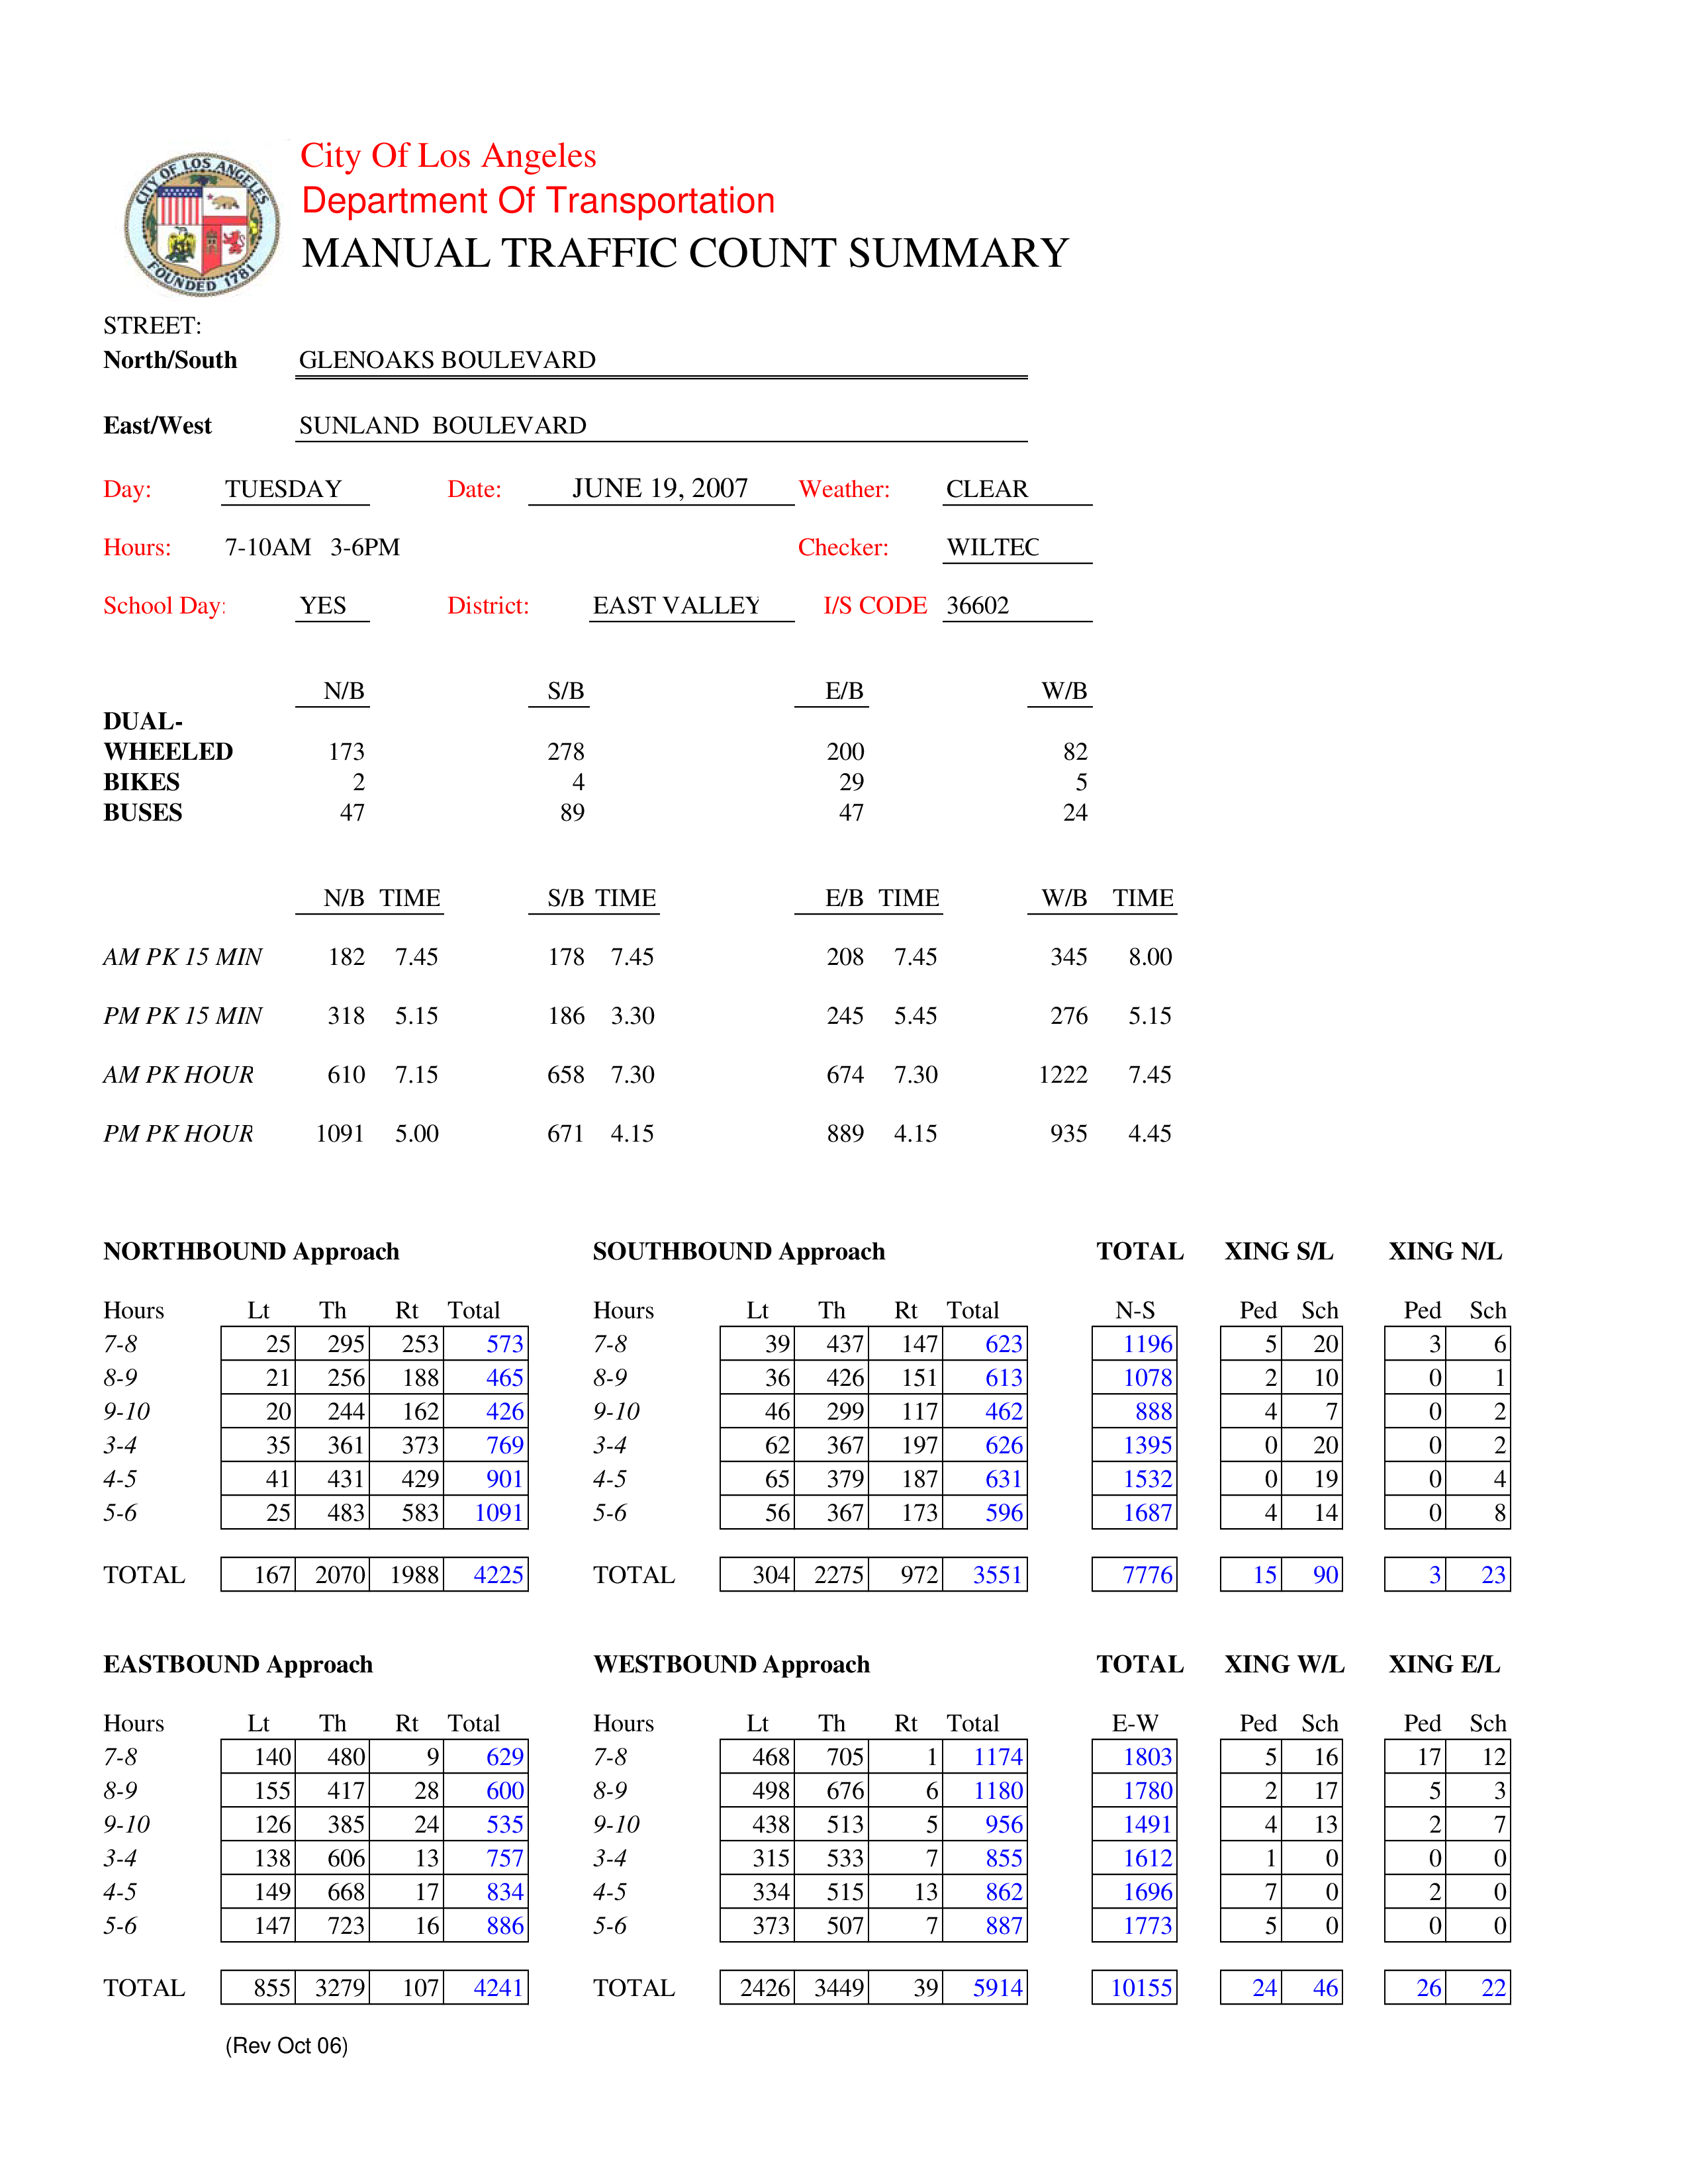 CITY OF LOS ANGELES
FOUNDED 1781
City Of Los Angeles
Department Of Transportation
MANUAL TRAFFIC COUNT SUMMARY
STREET:
North/South GLENOAKS BOULEVARD
East/West SUNLAND BOULEVARD
Day: TUESDAY Date: JUNE 19, 2007 Weather: CLEAR
Hours: 7-10AM 3-6PM Checker: WILTEC
School Day: YES District: EAST VALLEY I/S CODE 36602
N/B S/B E/B W/B
DUAL-
WHEELED 173 278 200 82
BIKES 2 4 29 5
BUSES 47 89 47 24
N/B TIME S/B TIME E/B TIME W/B TIME
AM PK 15 MIN 182 7.45 178 7.45 208 7.45 345 8.00
PM PK 15 MIN 318 5.15 186 3.30 245 5.45 276 5.15
AM PK HOUR 610 7.15 658 7.30 674 7.30 1222 7.45
PM PK HOUR 1091 5.00 671 4.15 889 4.15 935 4.45
NORTHBOUND Approach SOUTHBOUND Approach TOTAL XING S/L XING N/L
Hours Lt Th Rt Total Hours Lt Th Rt Total N-S Ped Sch Ped Sch
7-8 25 295 253 573 7-8 39 437 147 623 1196 5 20 3 6
8-9 21 256 188 465 8-9 36 426 151 613 1078 2 10 0 1
9-10 20 244 162 426 9-10 46 299 117 462 888 4 7 0 2
3-4 35 361 373 769 3-4 62 367 197 626 1395 0 20 0 2
4-5 41 431 429 901 4-5 65 379 187 631 1532 0 19 0 4
5-6 25 483 583 1091 5-6 56 367 173 596 1687 4 14 0 8
TOTAL 167 2070 1988 4225 TOTAL 304 2275 972 3551 7776 15 90 3 23
EASTBOUND Approach WESTBOUND Approach TOTAL XING W/L XING E/L
Hours Lt Th Rt Total Hours Lt Th Rt Total E-W Ped Sch Ped Sch
7-8 140 480 9 629 7-8 468 705 1 1174 1803 5 16 17 12
8-9 155 417 28 600 8-9 498 676 6 1180 1780 2 17 5 3
9-10 126 385 24 535 9-10 438 513 5 956 1491 4 13 2 7
3-4 138 606 13 757 3-4 315 533 7 855 1612 1 0 0 0
4-5 149 668 17 834 4-5 334 515 13 862 1696 7 0 2 0
5-6 147 723 16 886 5-6 373 507 7 887 1773 5 0 0 0
TOTAL 855 3279 107 4241 TOTAL 2426 3449 39 5914 10155 24 46 26 22
(Rev Oct 06)